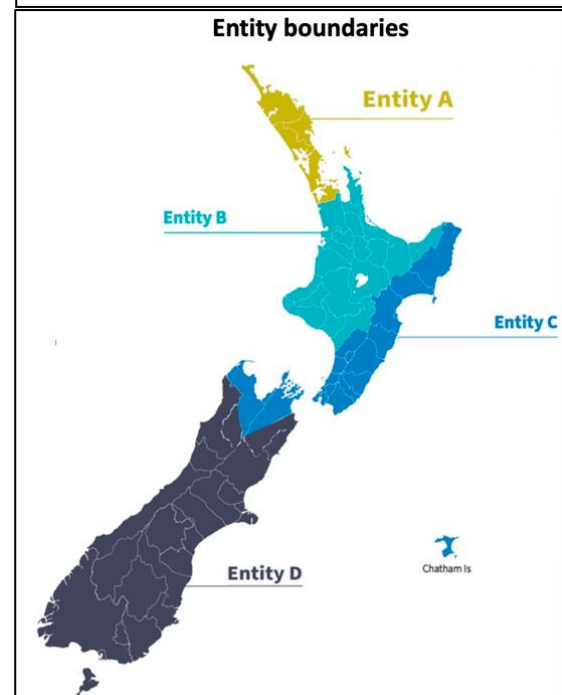 Entity boundaries
Entity A
Entity B
Entity C
Entity D
Chatham Is